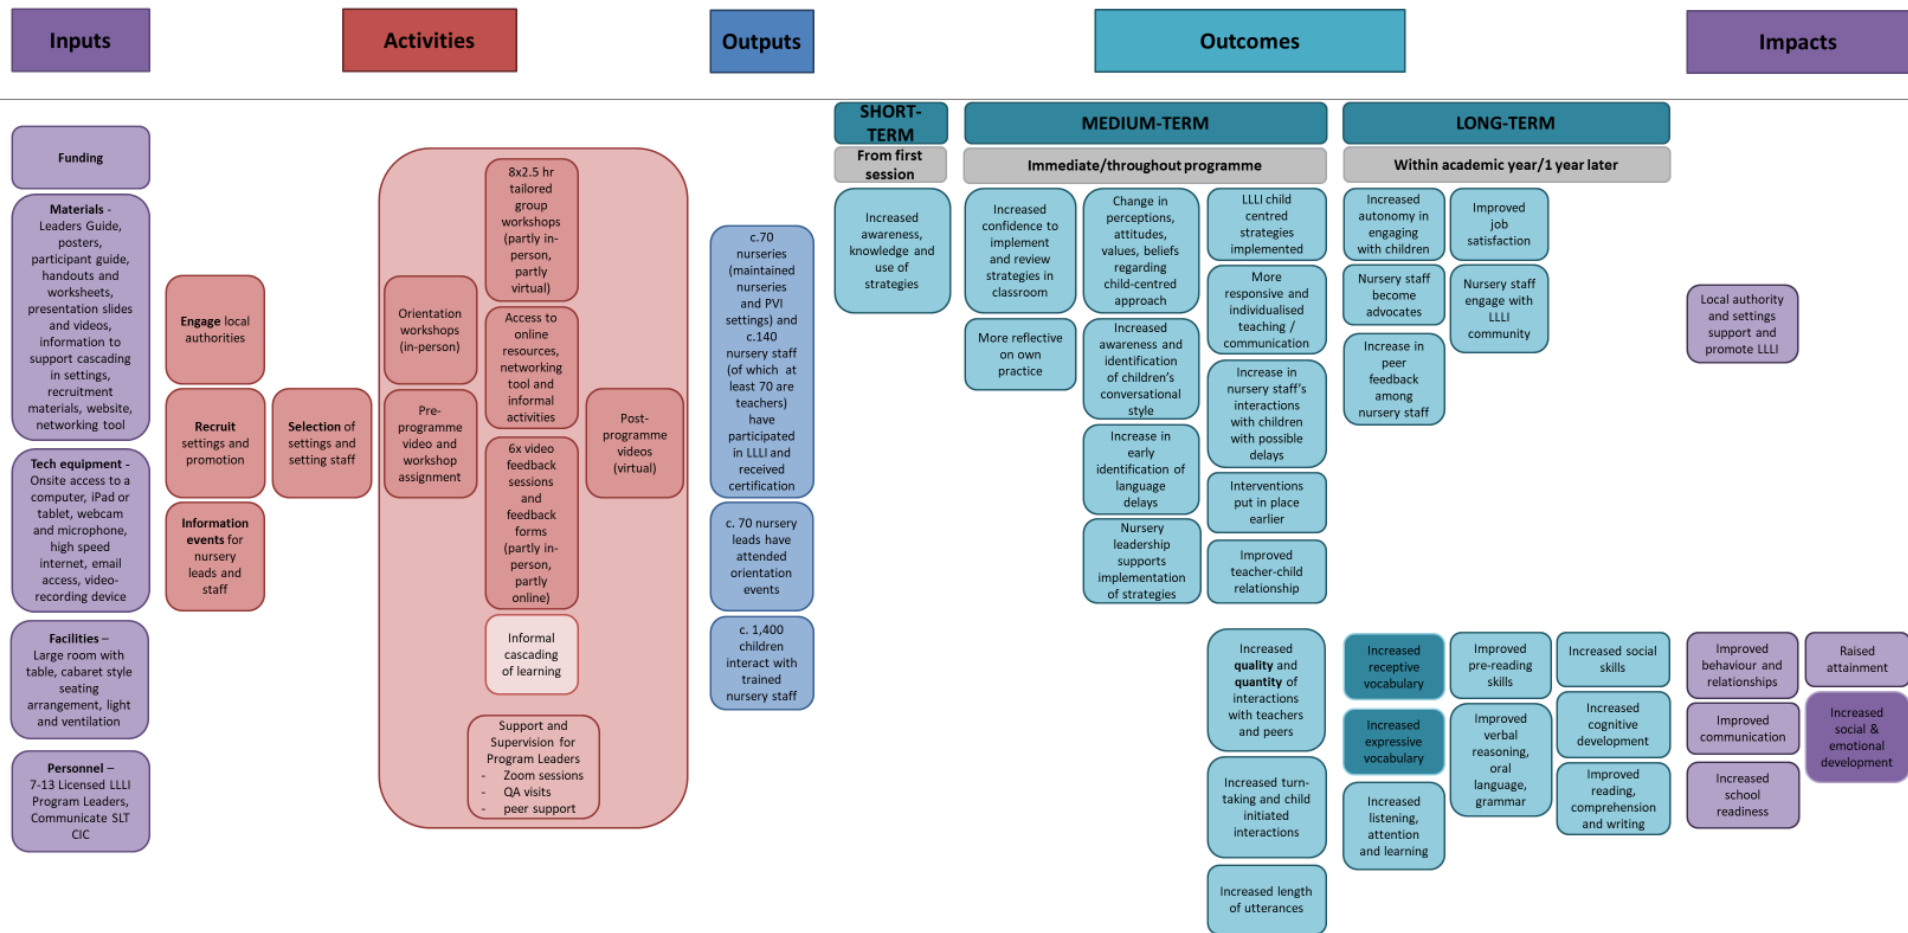 Inputs
Activities
Outputs
Outcomes
Impacts
SHORT-
TERM
MEDIUM-TERM
LONG-TERM
From first
session
Immediate/throughout programme
Within academic year/1 year later
Funding
Materials -
Leaders Guide,
posters,
participant guide,
handouts and
worksheets,
presentation slides
and videos,
information to
support cascading
in settings,
recruitment
materials, website,
networking tool
Tech equipment -
Onsite access to a
computer, iPad or
tablet, webcam
and microphone,
high speed
internet, email
access, video-
recording device
Facilities –
Large room with
table, cabaret style
seating
arrangement, light
and ventilation
Personnel –
7-13 Licensed LLLI
Program Leaders,
Communicate SLT
CIC
Engage local
authorities
Recruit
settings and
promotion
Information
events for
nursery
leads and
staff
Selection of
settings and
setting staff
Orientation
workshops
(in-person)
Pre-
programme
video and
workshop
assignment
8x2.5 hr
tailored
group
workshops
(partly in-
person,
partly
virtual)
Access to
online
resources,
networking
tool and
informal
activities
6x video
feedback
sessions
and
feedback
forms
(partly in-
person,
partly
online)
Informal
cascading
of learning
Support and
Supervision for
Program Leaders
- Zoom sessions
- QA visits
- peer support
Post-
programme
videos
(virtual)
c.70
nurseries
(maintained
nurseries
and PVI
settings) and
c.140
nursery staff
(of which at
least 70 are
teachers)
have
participated
in LLLI and
received
certification
c. 70 nursery
leads have
attended
orientation
events
c. 1,400
children
interact with
trained
nursery staff
Increased
awareness,
knowledge and
use of
strategies
Increased
confidence to
implement
and review
strategies in
classroom
More reflective
on own
practice
Change in
perceptions,
attitudes,
values, beliefs
regarding
child-centred
approach
Increased
awareness and
identification
of children's
conversational
style
Increase in
early
identification of
language
delays
Nursery
leadership
supports
implementation
of strategies
LLLI child
centred
strategies
implemented
More
responsive and
individualised
teaching /
communication
Increase in
nursery staff's
interactions
with children
with possible
delays
Interventions
put in place
earlier
Improved
teacher-child
relationship
Increased
quality and
quantity of
interactions
with teachers
and peers
Increased turn-
taking and child
initiated
interactions
Increased length
of utterances
Increased
autonomy in
engaging
with children
Nursery staff
become
advocates
Increase in
peer
feedback
among
nursery staff
Improved
job
satisfaction
Nursery staff
engage with
LLLI
community
Increased
receptive
vocabulary
Increased
expressive
vocabulary
Increased
listening,
attention
and learning
Improved
pre-reading
skills
Improved
verbal
reasoning,
oral
language,
grammar
Increased social
skills
Increased
cognitive
development
Improved
reading,
comprehension
and writing
Local authority
and settings
support and
promote LLLI
Improved
behaviour and
relationships
Improved
communication
Increased
school
readiness
Raised
attainment
Increased
social &
emotional
development